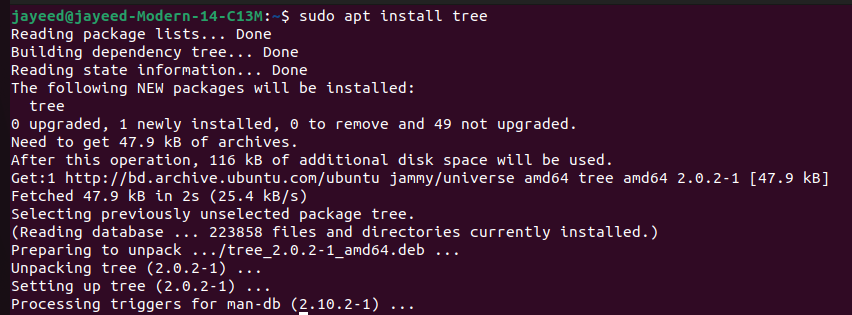 jayeed@jayeed-Modern-14-C13M:~$ sudo apt install tree
Reading package lists... Done
Building dependency tree... Done
Reading state information... Done
The following NEW packages will be installed:
  tree
0 upgraded, 1 newly installed, 0 to remove and 49 not upgraded.
Need to get 47.9 kB of archives.
After this operation, 116 kB of additional disk space will be used.
Get:1 http://bd.archive.ubuntu.com/ubuntu jammy/universe amd64 tree amd64 2.0.2-1 [47.9 kB]
Fetched 47.9 kB in 2s (25.4 kB/s)
Selecting previously unselected package tree.
(Reading database ... 223858 files and directories currently installed.)
Preparing to unpack .../tree_2.0.2-1_amd64.deb ...
Unpacking tree (2.0.2-1) ...
Setting up tree (2.0.2-1) ...
Processing triggers for man-db (2.10.2-1) ...